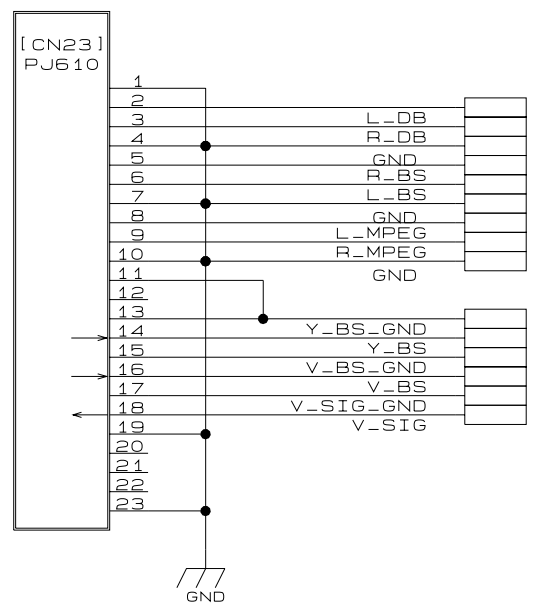 [CN23]
PJ610
1
2
3 L_DB
4 R_DB
5 GND
6 R_BS
7 L_BS
8 GND
9 L_MPEG
10 R_MPEG
11 GND
12
13
14 Y_BS_GND
15 Y_BS
16 V_BS_GND
17 V_BS
18 V_SIG_GND
19 V_SIG
20
21
22
23
GND